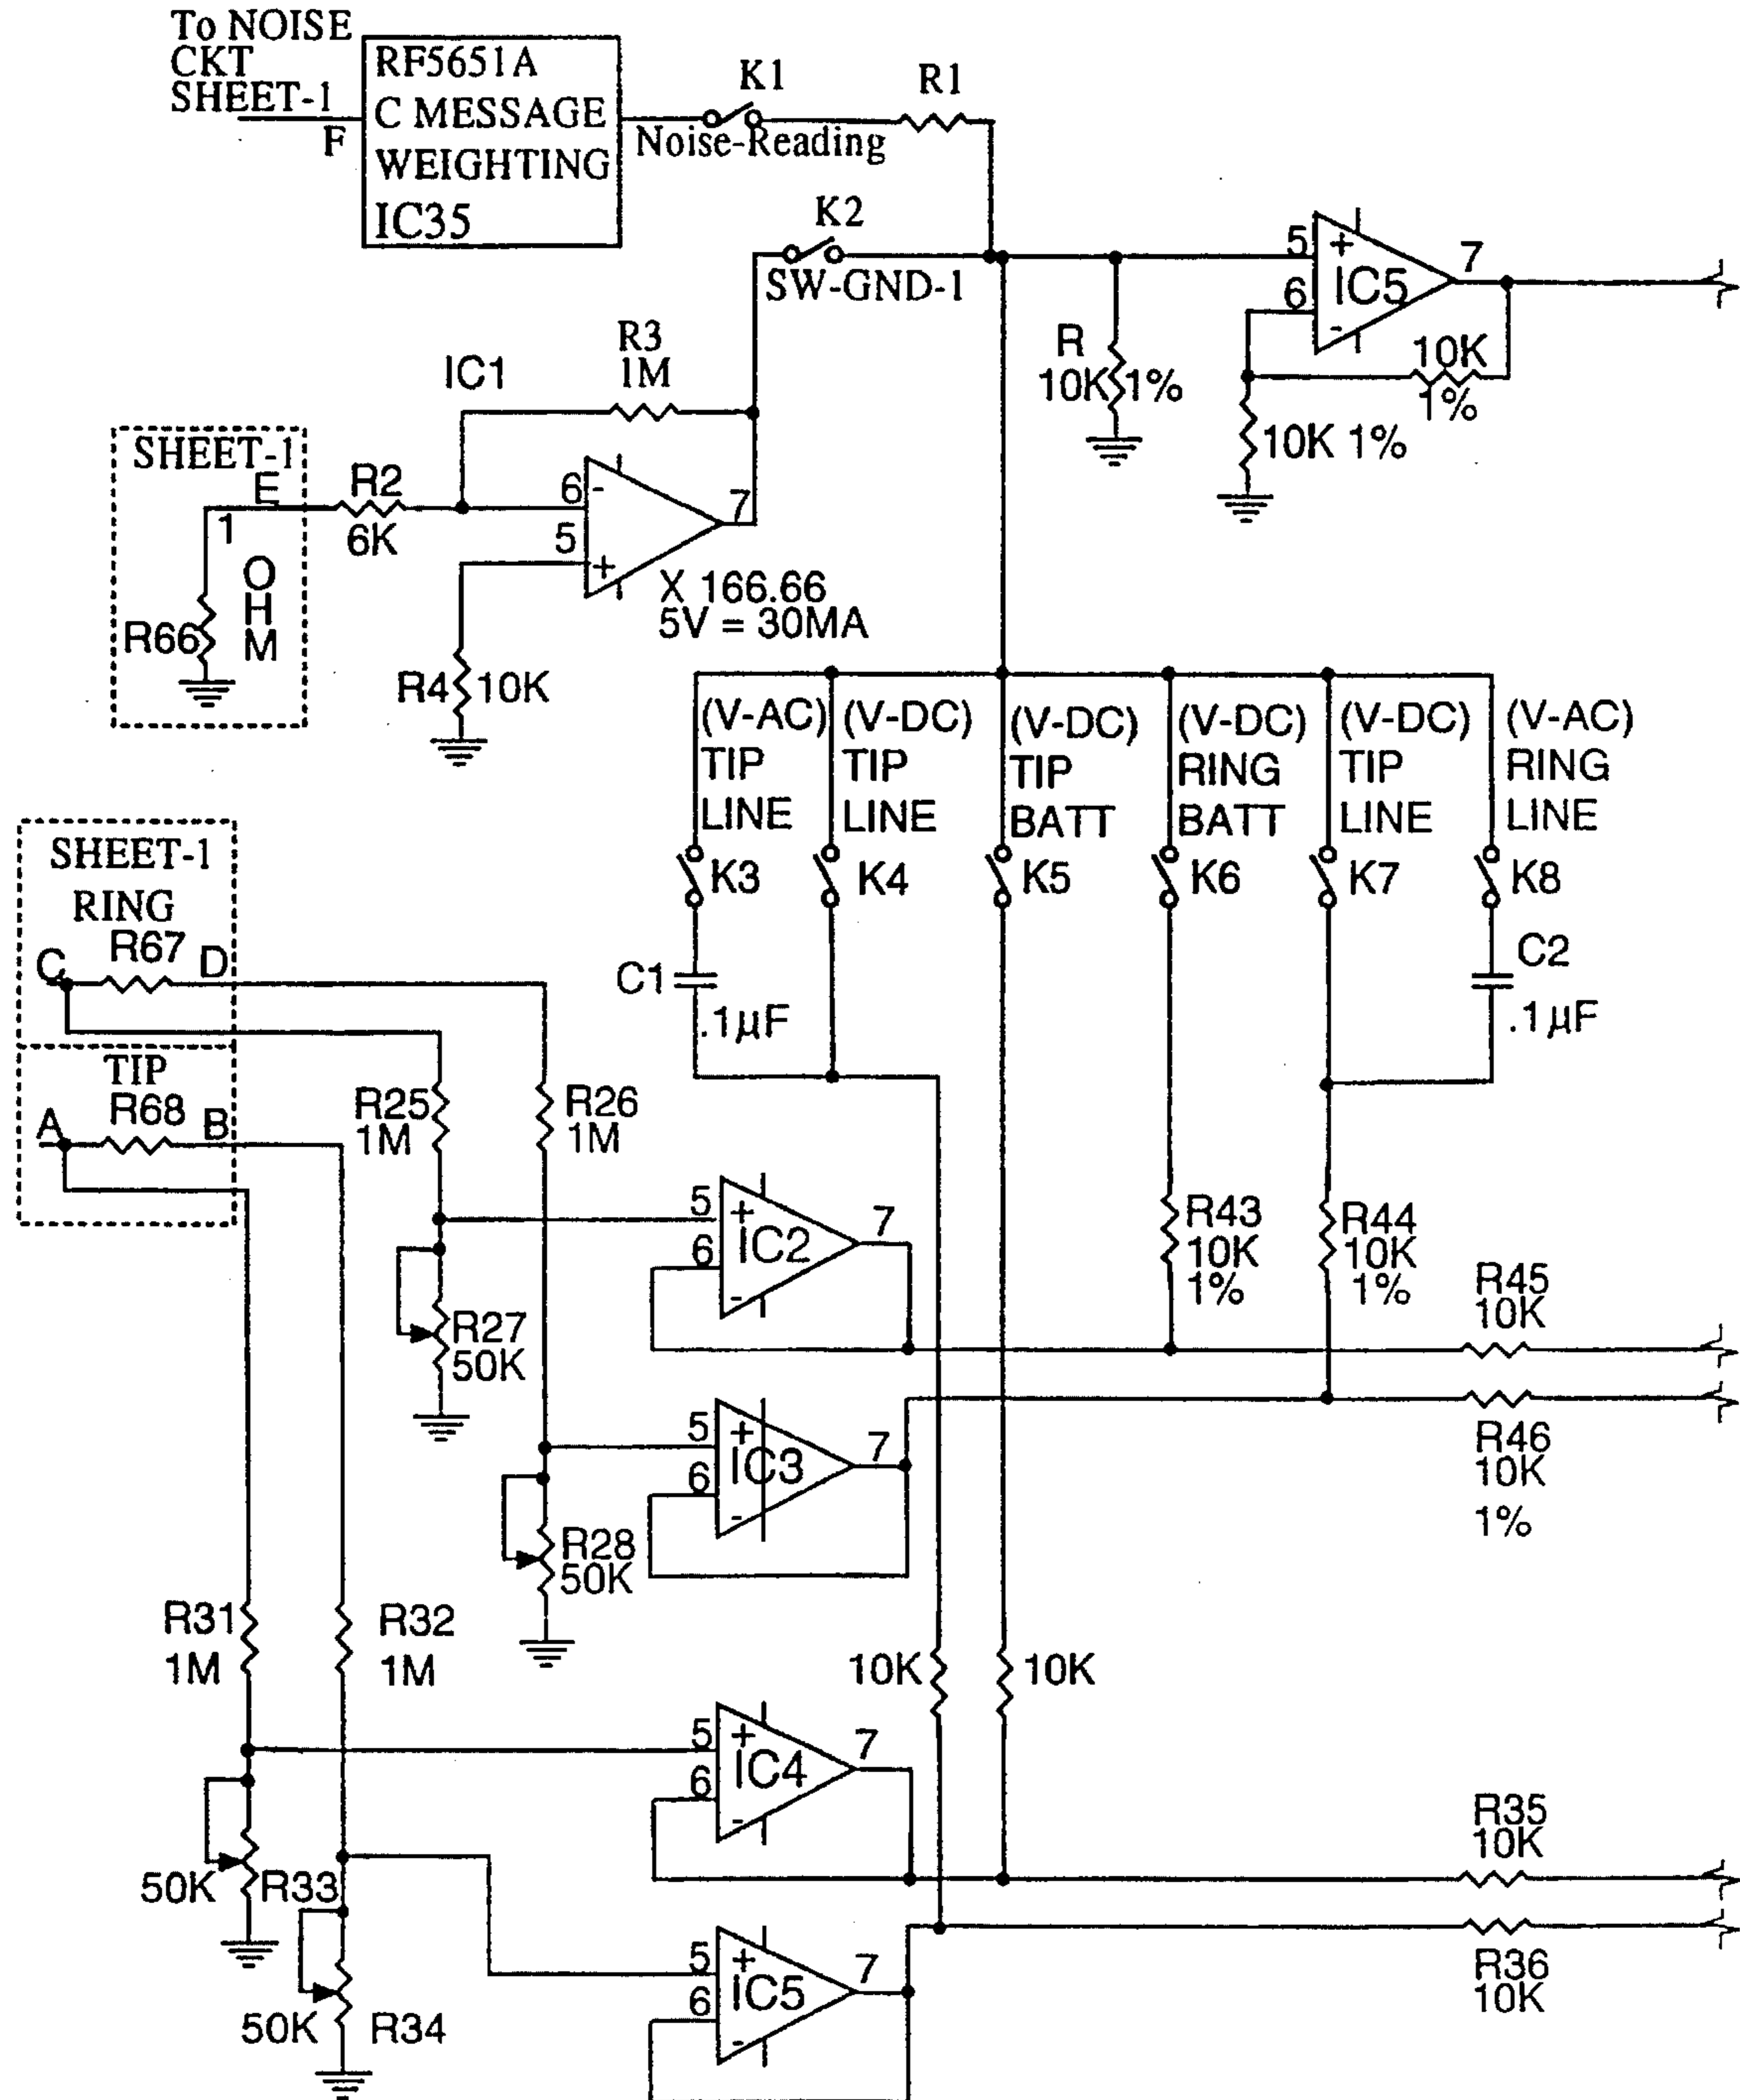 To NOISE
CKT
SHEET-1
F
RF5651A
C MESSAGE
WEIGHTING
IC35
K1
Noise-Reading
R1
K2
SW-GND-1
5
+
IC5
7
6
-
R
10K 1%
10K
1%
10K 1%
IC1
R3
1M
SHEET-1
E
1
OHM
R66
R2
6K
6
-
5
+
7
X 166.66
5V = 30MA
R4
10K
(V-AC)
TIP
LINE
K3
(V-DC)
TIP
LINE
K4
(V-DC)
TIP
BATT
K5
(V-DC)
RING
BATT
K6
(V-DC)
TIP
LINE
K7
(V-AC)
RING
LINE
K8
C1
.1µF
C2
.1µF
SHEET-1
RING
R67
C
D
TIP
R68
A
B
R25
1M
R26
1M
5
+
IC2
7
6
-
R27
50K
R43
10K
1%
R44
10K
1%
R45
10K
5
+
IC3
7
6
-
R46
10K
1%
R28
50K
R31
1M
R32
1M
10K
10K
5
+
IC4
7
6
-
50K
R33
R35
10K
5
+
IC5
7
6
-
50K
R34
R36
10K